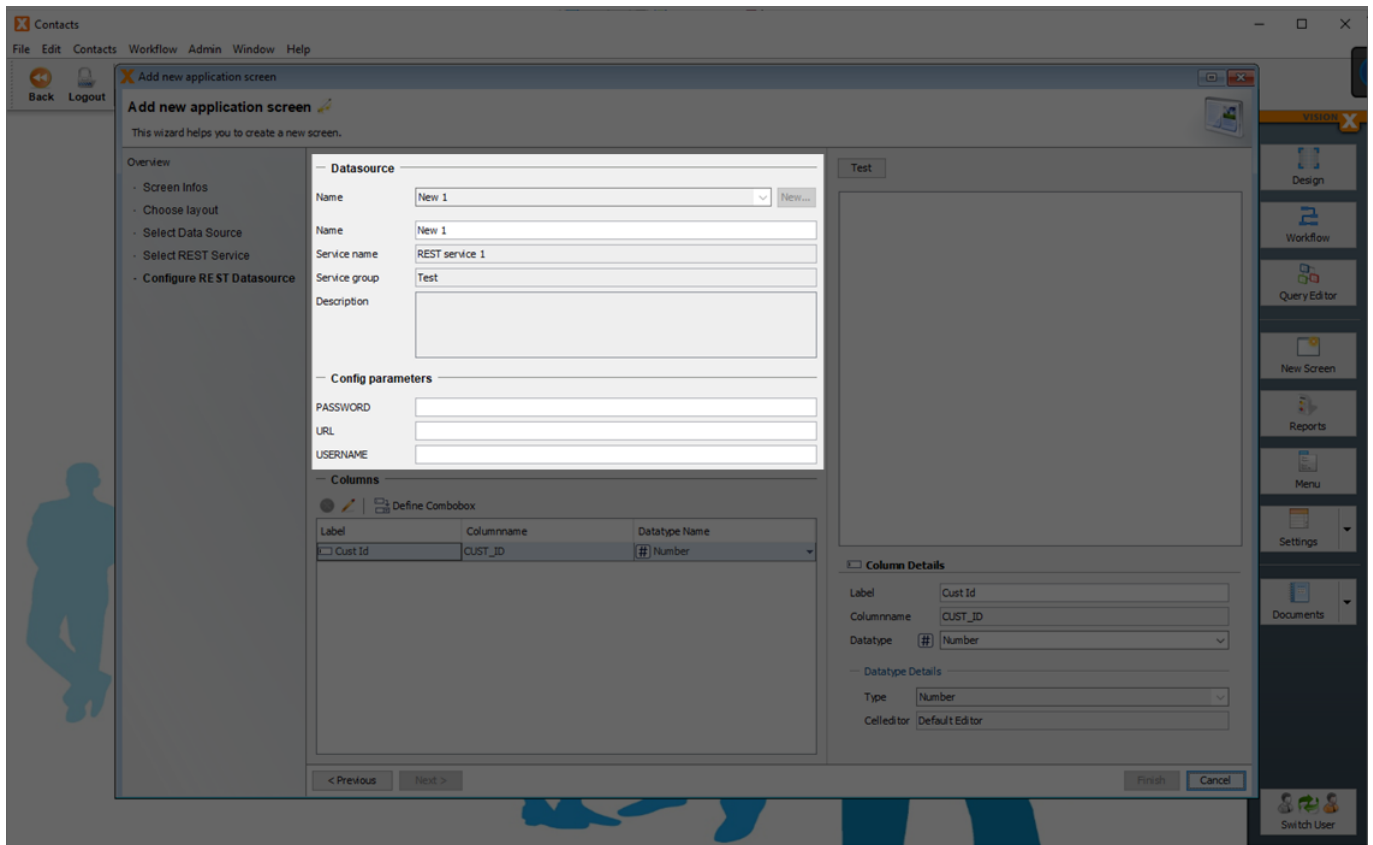 Contacts
File Edit Contacts Workflow Admin Window Help
Back Logout
Add new application screen
Add new application screen
This wizard helps you to create a new screen.
Overview
· Screen Infos
· Choose layout
· Select Data Source
· Select REST Service
· Configure REST Datasource
Datasource
Name New 1 New...
Name New 1
Service name REST service 1
Service group Test
Description
Config parameters
PASSWORD
URL
USERNAME
Columns
Define Combobox
Label Columnname Datatype Name
Cust Id CUST_ID # Number
Test
Column Details
Label Cust Id
Columnname CUST_ID
Datatype # Number
Datatype Details
Type Number
Celleditor Default Editor
< Previous Next > Finish Cancel
VISION X
Design
Workflow
Query Editor
New Screen
Reports
Menu
Settings
Documents
Switch User